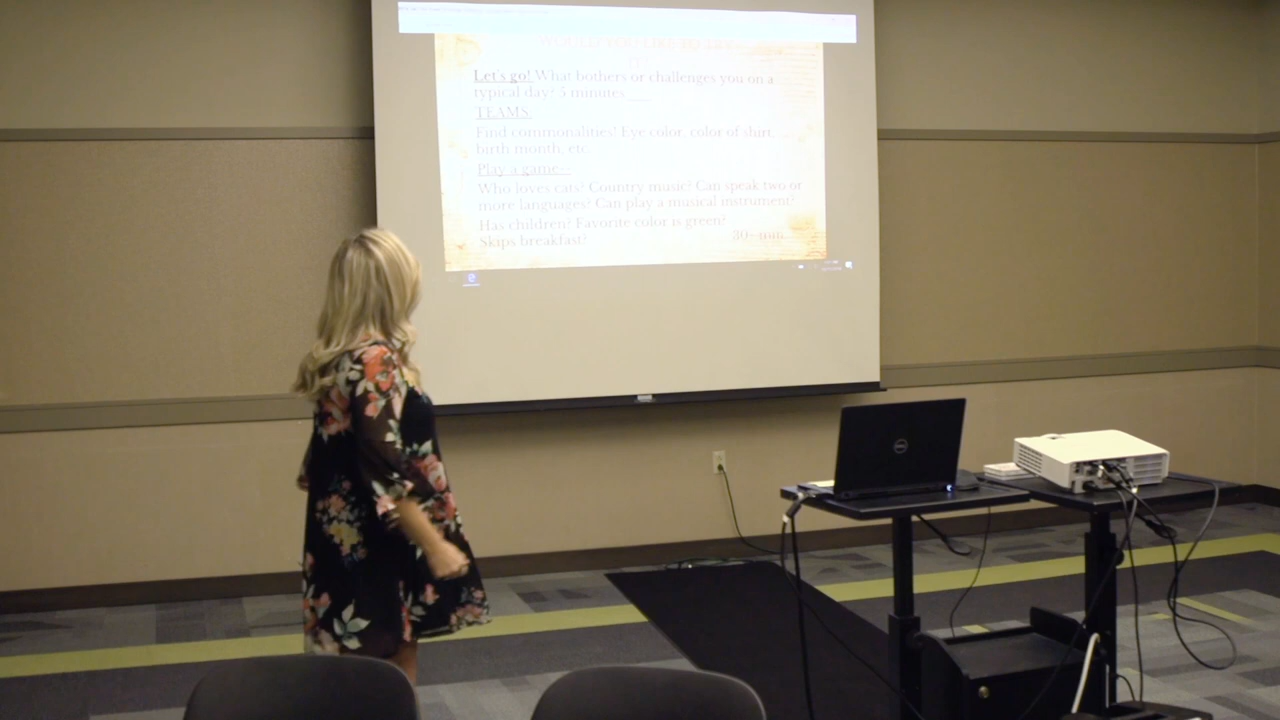 Let's go! What bothers or challenges you on a
typical day? 5 minutes
TEAMS
Find commonalities! Eye color, color of shirt
birth month, etc.
Play a game-
Who loves cats? Country music? Can speak two or
more languages? Can play a musical instrument?
Has children? Favorite color is green?
Skips breakfast?
DELL